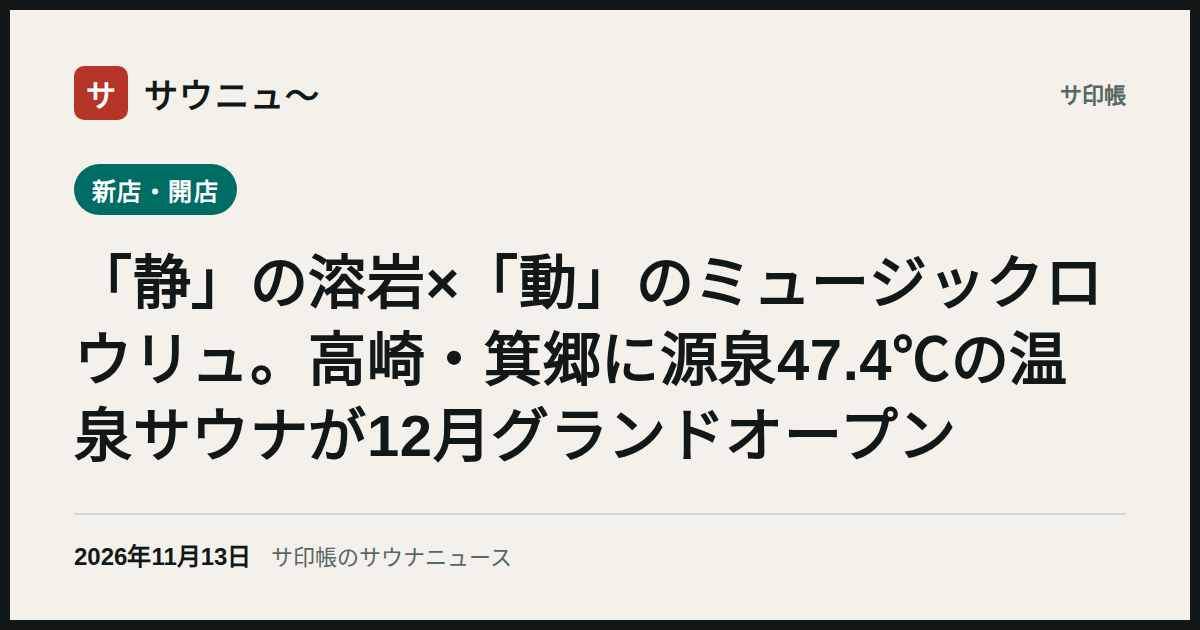 サ サウニュ〜
サ印帳
新店・開店
「静」の溶岩×「動」のミュージックロ
ウリュ。高崎・箕郷に源泉47.4℃の温
泉サウナが12月グランドオープン
2026年11月13日 サ印帳のサウナニュース